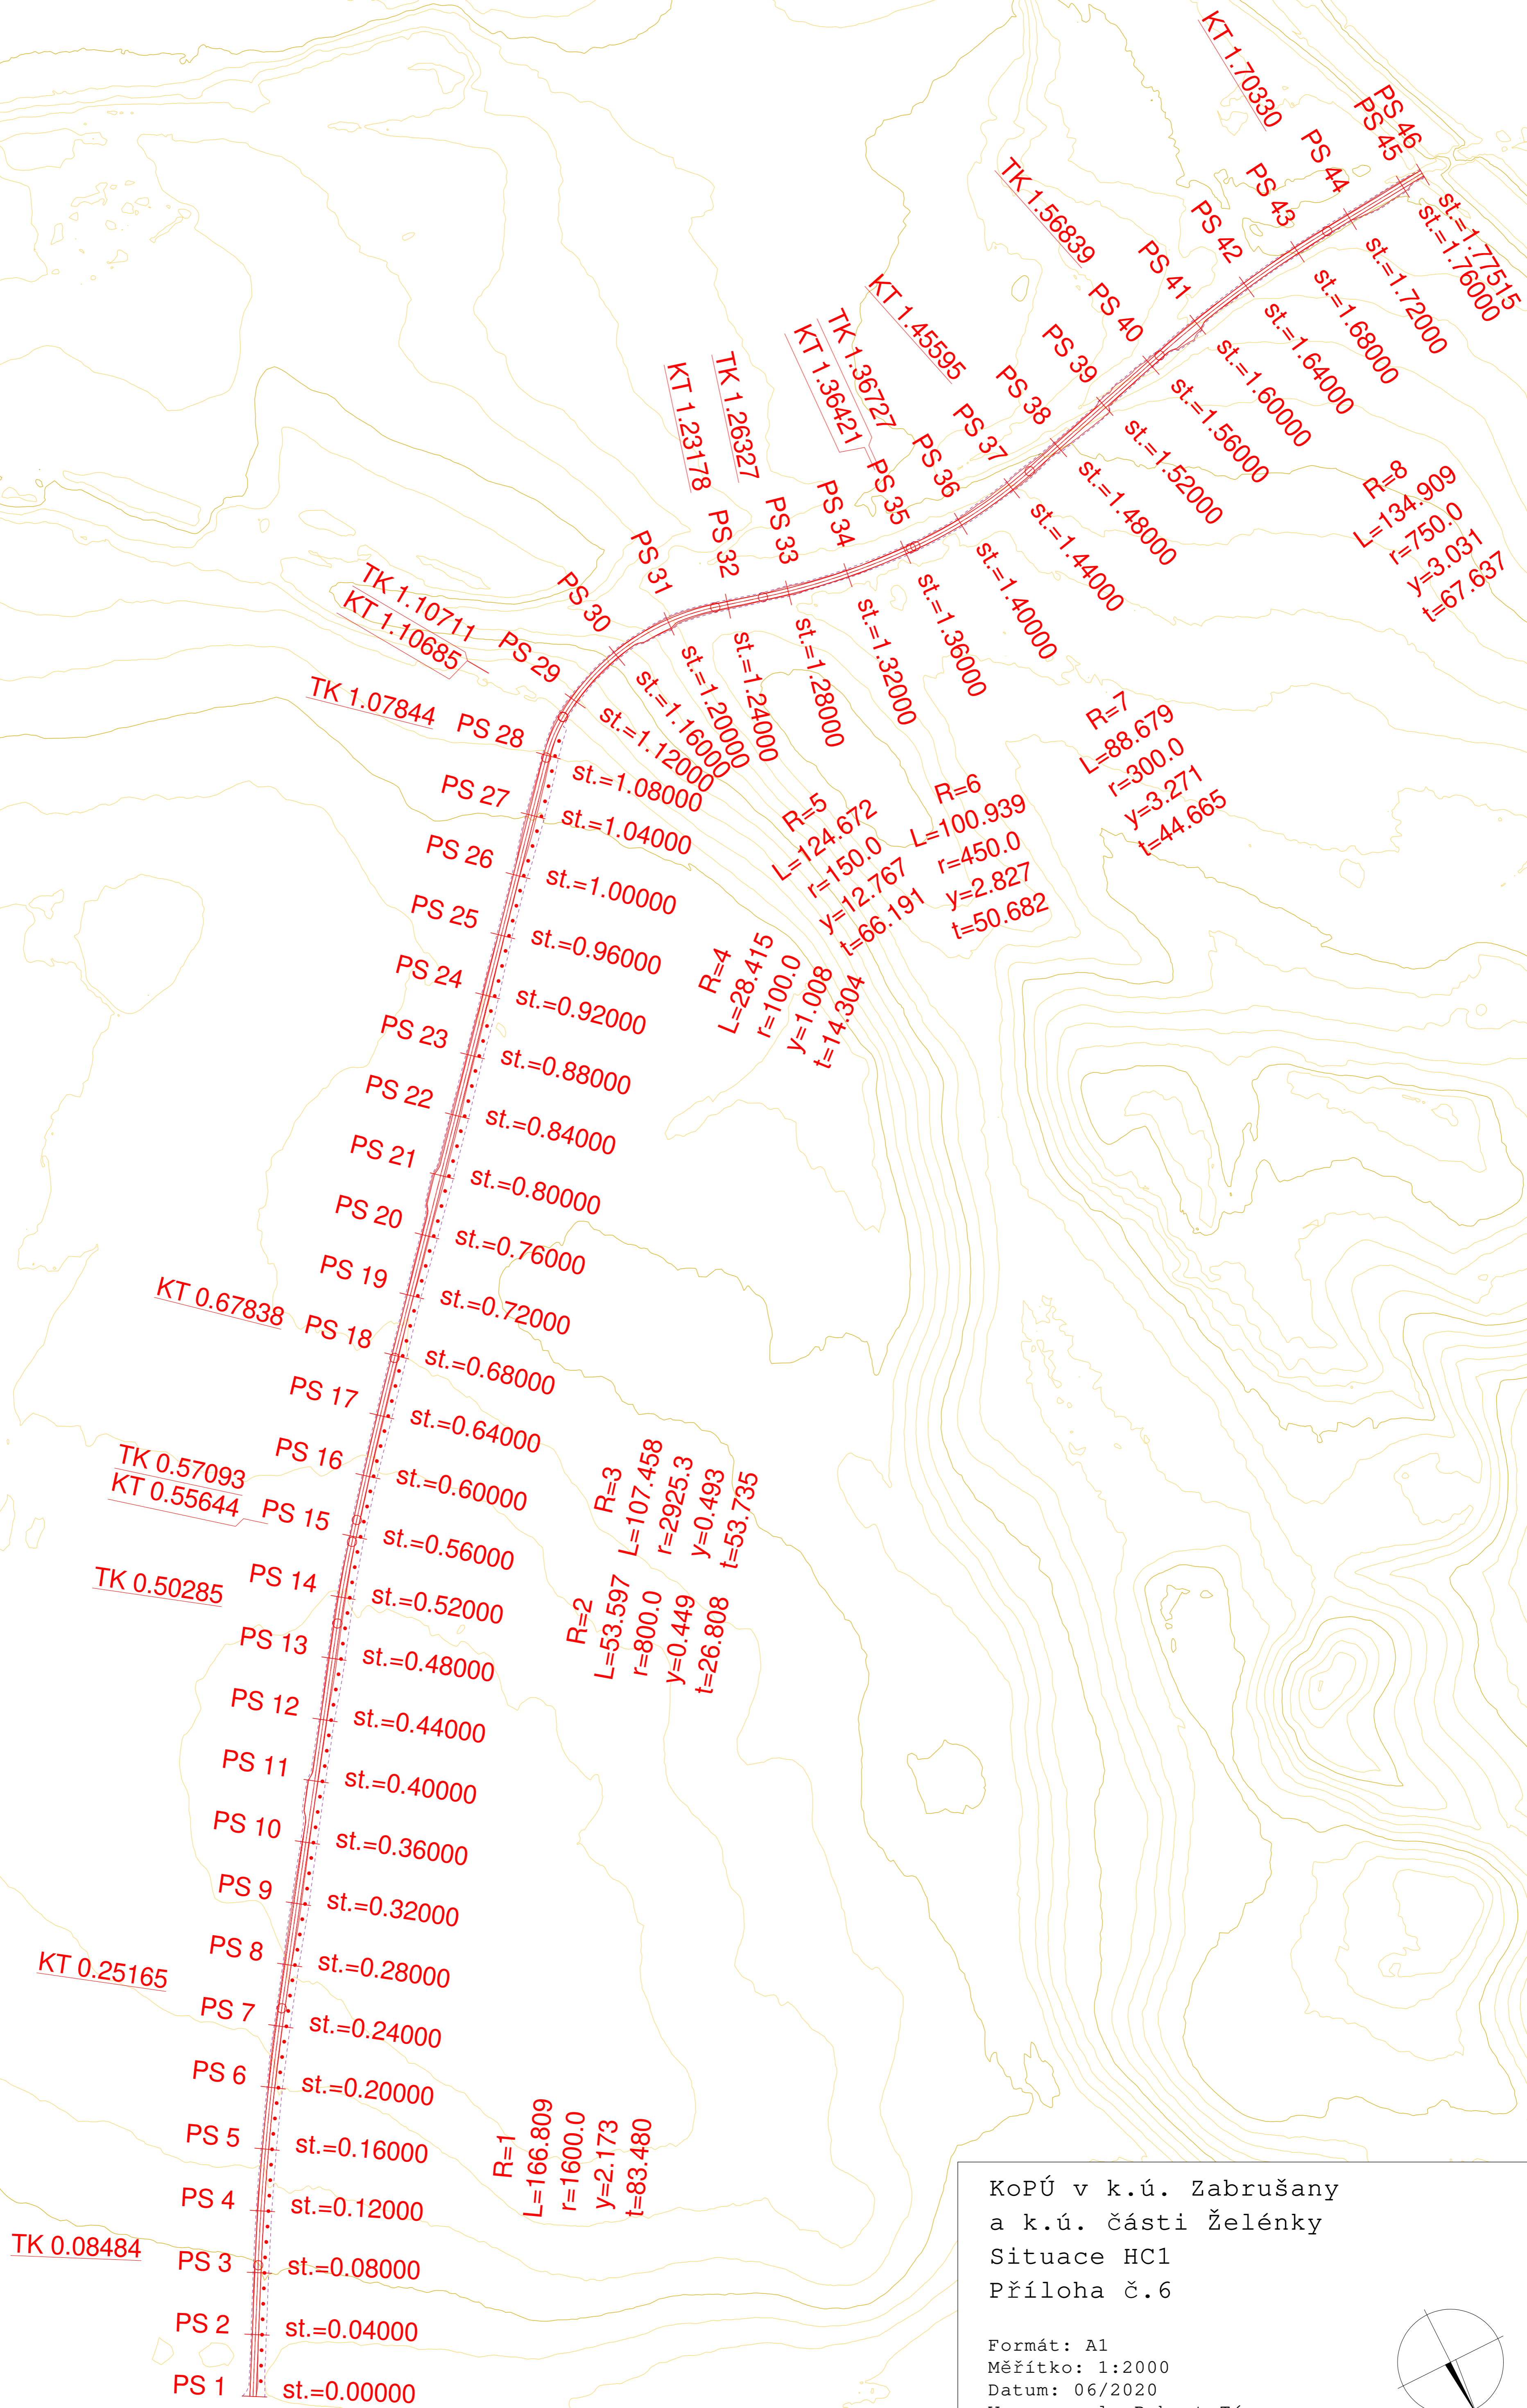 KT 1.70330
PS 46
PS 45
PS 44
PS 43
PS 42
PS 41
PS 40
PS 39
PS 38
PS 37
PS 36
PS 35
PS 34
PS 33
PS 32
PS 31
PS 30
PS 29
PS 28
PS 27
PS 26
PS 25
PS 24
PS 23
PS 22
PS 21
PS 20
PS 19
PS 18
PS 17
PS 16
PS 15
PS 14
PS 13
PS 12
PS 11
PS 10
PS 9
PS 8
PS 7
PS 6
PS 5
PS 4
PS 3
PS 2
PS 1
TK 1.56839
KT 1.45595
TK 1.36727
KT 1.36421
TK 1.26327
KT 1.23178
TK 1.10711
KT 1.10685
TK 1.07844
KT 0.67838
TK 0.57093
KT 0.55644
TK 0.50285
KT 0.25165
TK 0.08484
st.=1.77515
st.=1.76000
st.=1.72000
st.=1.68000
st.=1.64000
st.=1.60000
st.=1.56000
st.=1.52000
st.=1.48000
st.=1.44000
st.=1.40000
st.=1.36000
st.=1.32000
st.=1.28000
st.=1.24000
st.=1.20000
st.=1.16000
st.=1.12000
st.=1.08000
st.=1.04000
st.=1.00000
st.=0.96000
st.=0.92000
st.=0.88000
st.=0.84000
st.=0.80000
st.=0.76000
st.=0.72000
st.=0.68000
st.=0.64000
st.=0.60000
st.=0.56000
st.=0.52000
st.=0.48000
st.=0.44000
st.=0.40000
st.=0.36000
st.=0.32000
st.=0.28000
st.=0.24000
st.=0.20000
st.=0.16000
st.=0.12000
st.=0.08000
st.=0.04000
st.=0.00000
R=8
L=134.909
r=750.0
y=3.031
t=67.637
R=7
L=88.679
r=300.0
y=3.271
t=44.665
R=6
L=100.939
r=450.0
y=2.827
t=50.682
R=5
L=124.672
r=150.0
y=12.767
t=66.191
R=4
L=28.415
r=100.0
y=1.008
t=14.304
R=3
L=107.458
r=2925.3
y=0.493
t=53.735
R=2
L=53.597
r=800.0
y=0.449
t=26.808
R=1
L=166.809
r=1600.0
y=2.173
t=83.480
KoPÚ v k.ú. Zabrušany
a k.ú. části Želénky
Situace HC1
Příloha č.6
Formát: A1
Měřítko: 1:2000
Datum: 06/2020